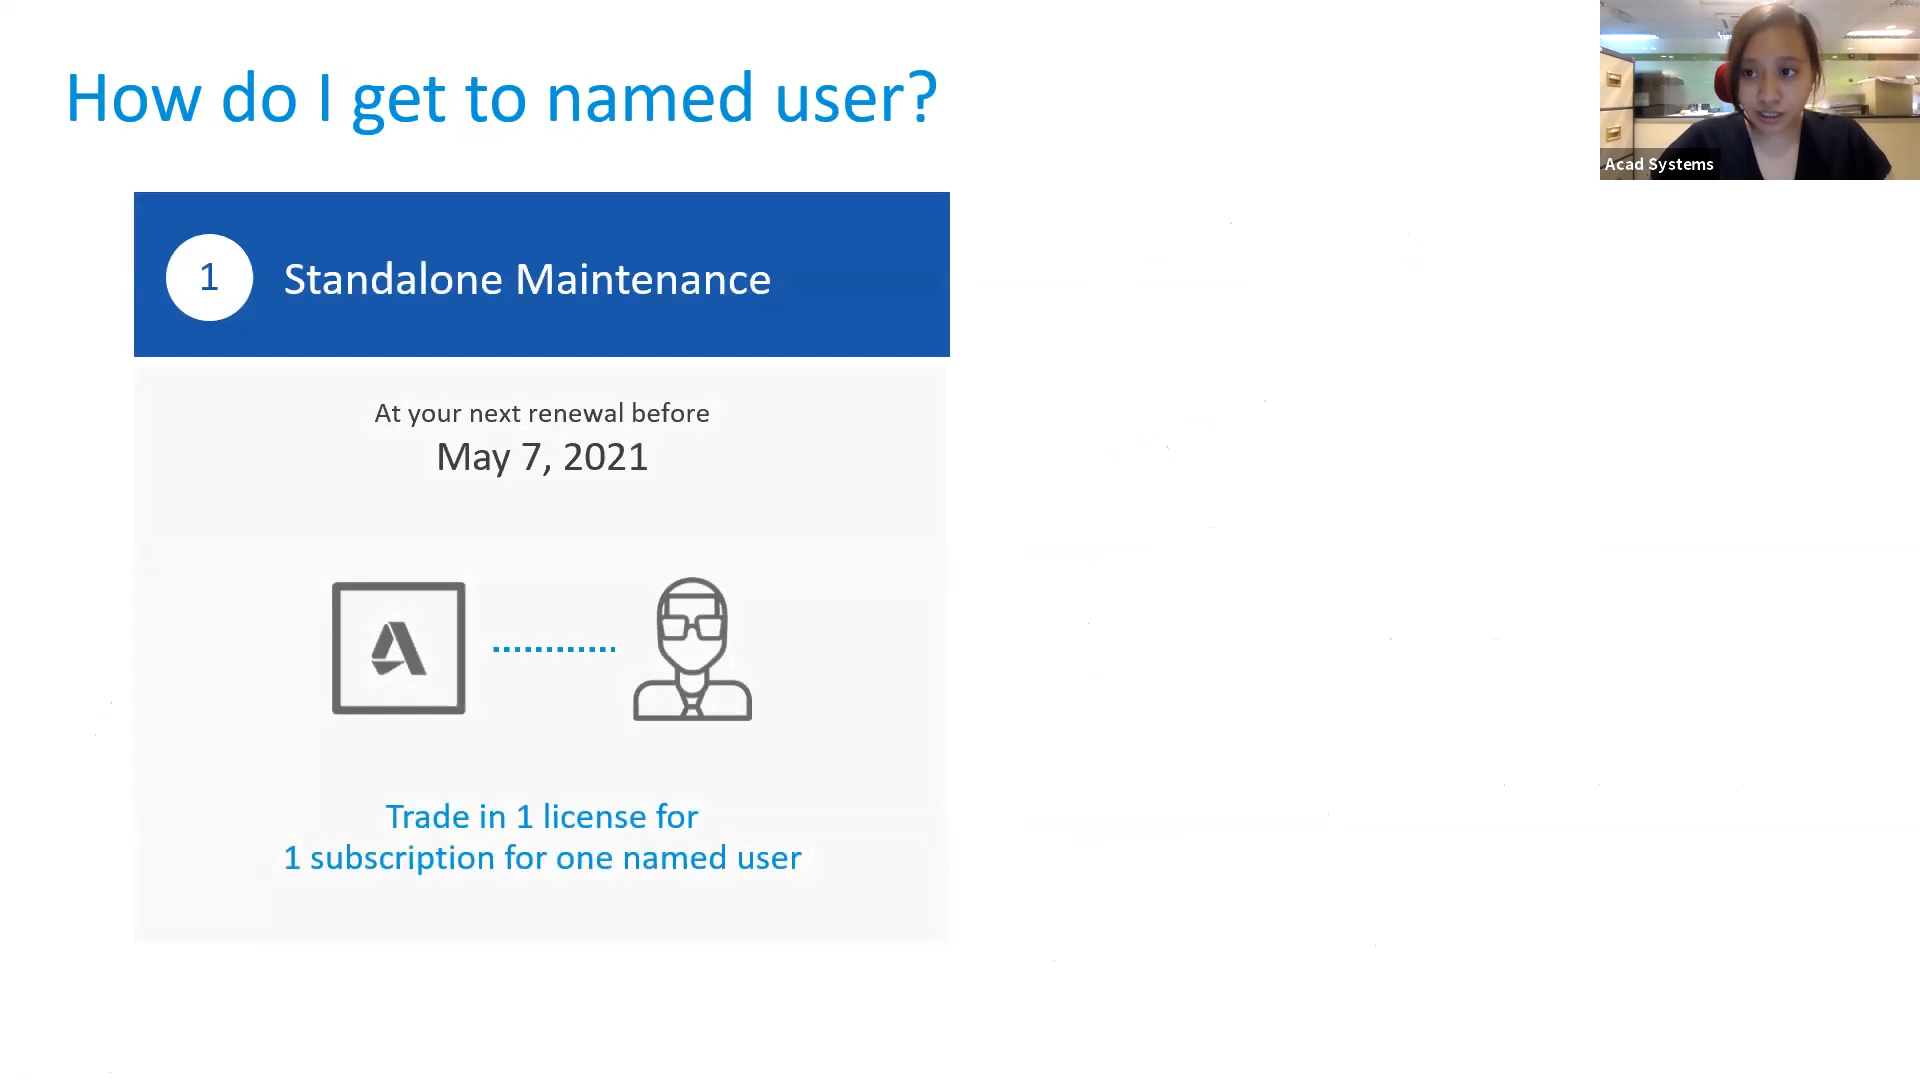 How do I get to named user?
Acad Systems
1
Standalone Maintenance
At your next renewal before
May 7, 2021
Trade in 1 license for
1 subscription for one named user